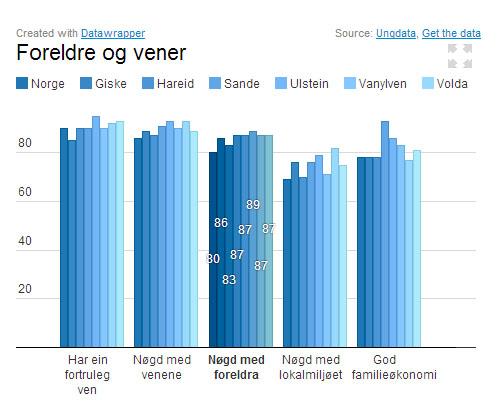 Created with Datawrapper Source: Ungdata, Get the data
Foreldre og vener
Norge Giske Hareid Sande Ulstein Vanylven Volda
80
60
40
20
89
86 87 87
80 87 87
83
Har ein fortruleg ven
Nøgd med venene
Nøgd med foreldra
Nøgd med lokalmiljøet
God familieøkonomi